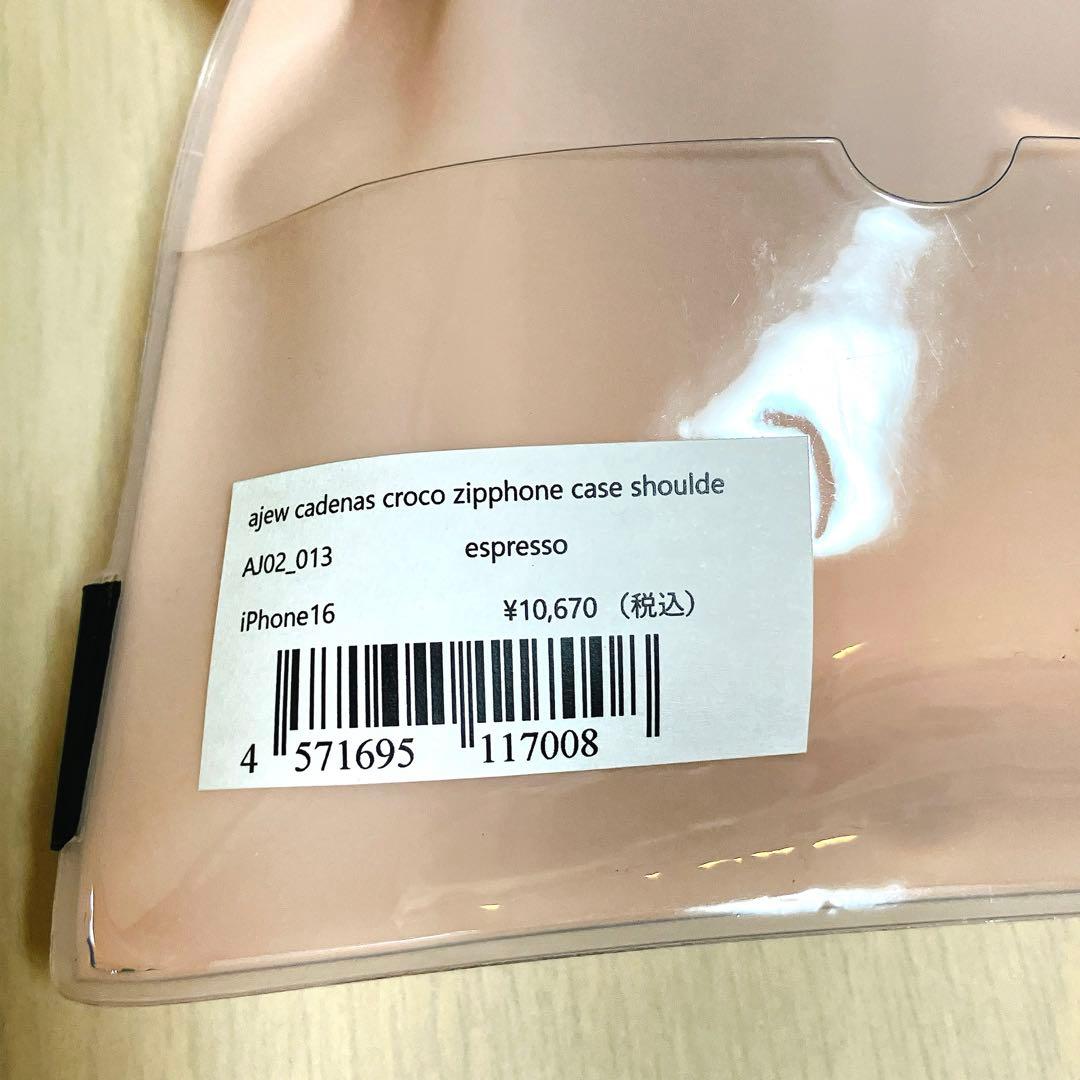 ajew cadenas croco zipphone case shoulde
AJ02_013 espresso
iPhone16 ¥10,670 （税込）
4 571695 117008